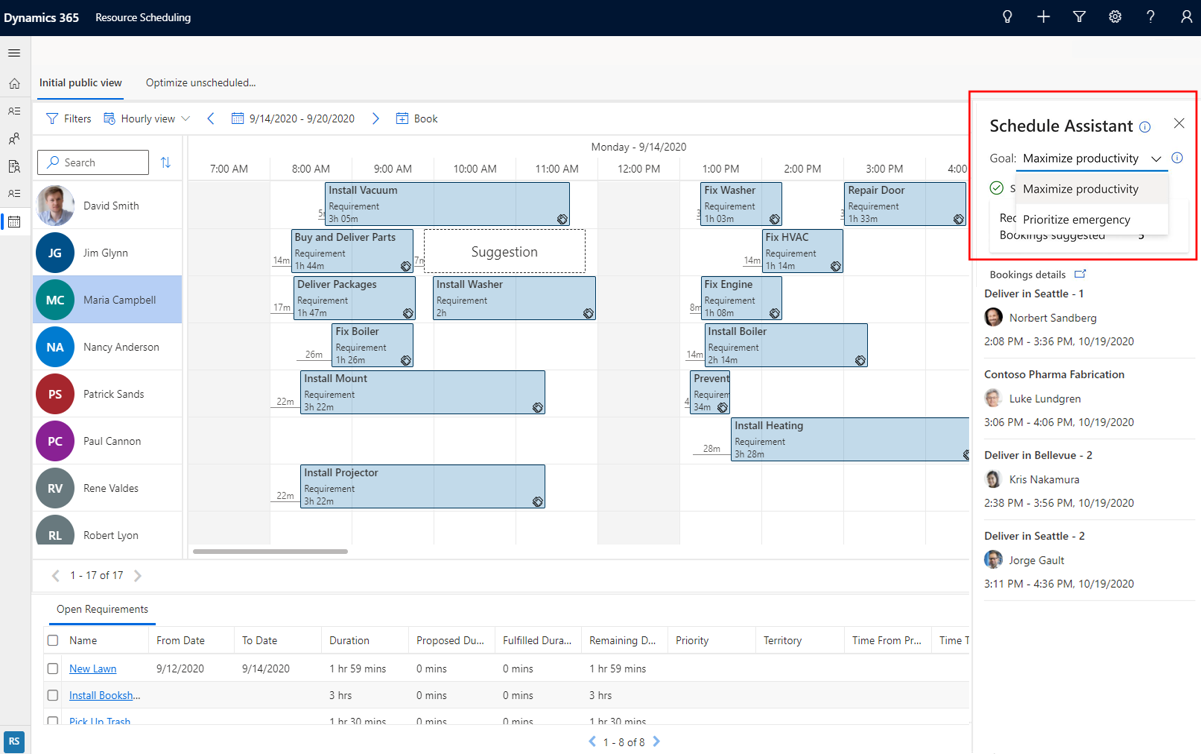 Dynamics 365 Resource Scheduling
Initial public view Optimize unscheduled...
Filters Hourly view 9/14/2020 - 9/20/2020 Book
Search
Monday - 9/14/2020
7:00 AM 8:00 AM 9:00 AM 10:00 AM 11:00 AM 12:00 PM 1:00 PM 2:00 PM 3:00 PM 4:00
David Smith
Install Vacuum
Requirement
3h 05m
Fix Washer
Requirement
1h 03m
Repair Door
Requirement
1h 33m
JG Jim Glynn
14m
Buy and Deliver Parts
Requirement
1h 44m
Suggestion
14m
Fix HVAC
Requirement
1h 14m
MC Maria Campbell
17m
Deliver Packages
Requirement
1h 47m
Install Washer
Requirement
2h
8m
Fix Engine
Requirement
1h 08m
NA Nancy Anderson
26m
Fix Boiler
Requirement
1h 26m
14m
Install Boiler
Requirement
2h 14m
PS Patrick Sands
22m
Install Mount
Requirement
3h 22m
4
Prevent
Requirem
34m
PC Paul Cannon
28m
Install Heating
Requirement
3h 28m
RV Rene Valdes
22m
Install Projector
Requirement
3h 22m
RL Robert Lyon
1 - 17 of 17
Open Requirements
Name From Date To Date Duration Proposed Du... Fulfilled Dura... Remaining D... Priority Territory Time From Pr... Time T
New Lawn 9/12/2020 9/14/2020 1 hr 59 mins 0 mins 0 mins 1 hr 59 mins
Install Booksh... 3 hrs 0 mins 0 mins 3 hrs
Pick Up Trash 1 hr 30 mins 0 mins 0 mins 1 hr 30 mins
1 - 8 of 8
RS
Schedule Assistant
Goal: Maximize productivity
Maximize productivity
Prioritize emergency
Bookings suggested
Bookings details
Deliver in Seattle - 1
Norbert Sandberg
2:08 PM - 3:36 PM, 10/19/2020
Contoso Pharma Fabrication
Luke Lundgren
3:06 PM - 4:06 PM, 10/19/2020
Deliver in Bellevue - 2
Kris Nakamura
2:38 PM - 3:56 PM, 10/19/2020
Deliver in Seattle - 2
Jorge Gault
3:11 PM - 4:36 PM, 10/19/2020